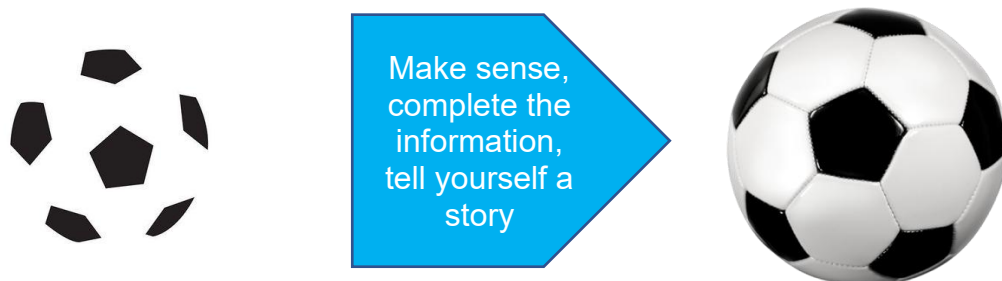 Make sense,
complete the
information,
tell yourself a
story